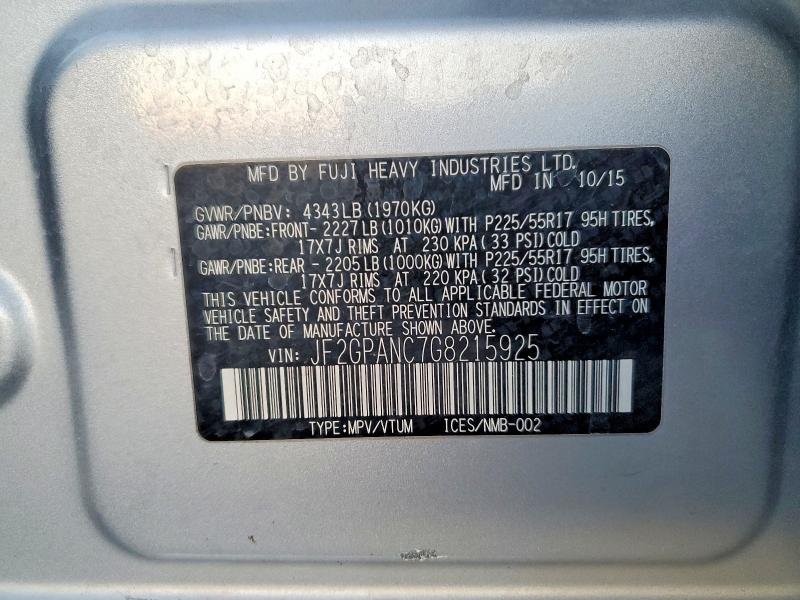 MFD BY FUJI HEAVY INDUSTRIES LTD.
MFD IN 10/15
GVWR/PNBV: 4343LB (1970KG)
GAWR/PNBE:FRONT- 2227LB (1010KG) WITH P225/55R17 95H TIRES,
17X7J RIMS AT 230 KPA( 33 PSI) COLD
GAWR/PNBE:REAR - 2205LB (1000KG) WITH P225/55R17 95H TIRES,
17X7J RIMS AT 220 KPA( 32 PSI) COLD
THIS VEHICLE CONFORMS TO ALL APPLICABLE FEDERAL MOTOR
VEHICLE SAFETY AND THEFT PREVENTION STANDARDS IN EFFECT ON
THE DATE OF MANUFACTURE SHOWN ABOVE.
VIN: JF2GPANC7G8215925
TYPE:MPV/VTUM ICES/NMB-002